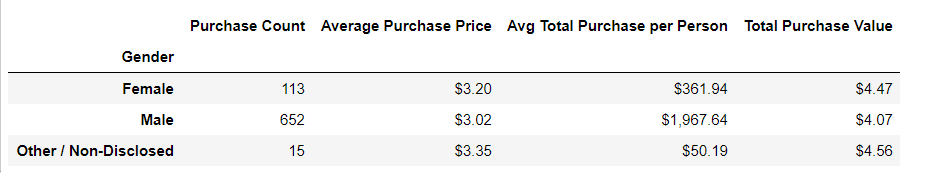 Purchase Count Average Purchase Price Avg Total Purchase per Person Total Purchase Value
Gender
Female 113 $3.20 $361.94 $4.47
Male 652 $3.02 $1,967.64 $4.07
Other / Non-Disclosed 15 $3.35 $50.19 $4.56